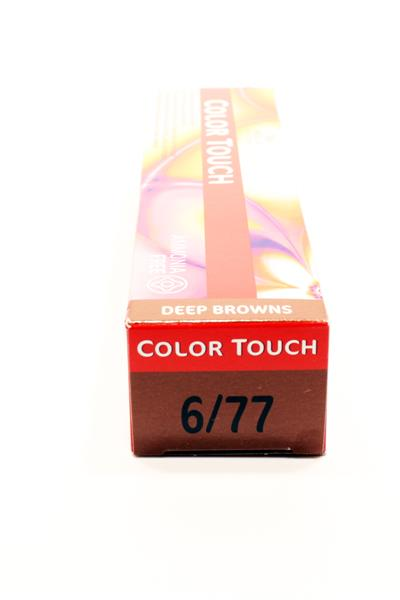 COLOR TOUCH
AMMONIA
FREE
DEEP BROWNS
COLOR TOUCH
6/77